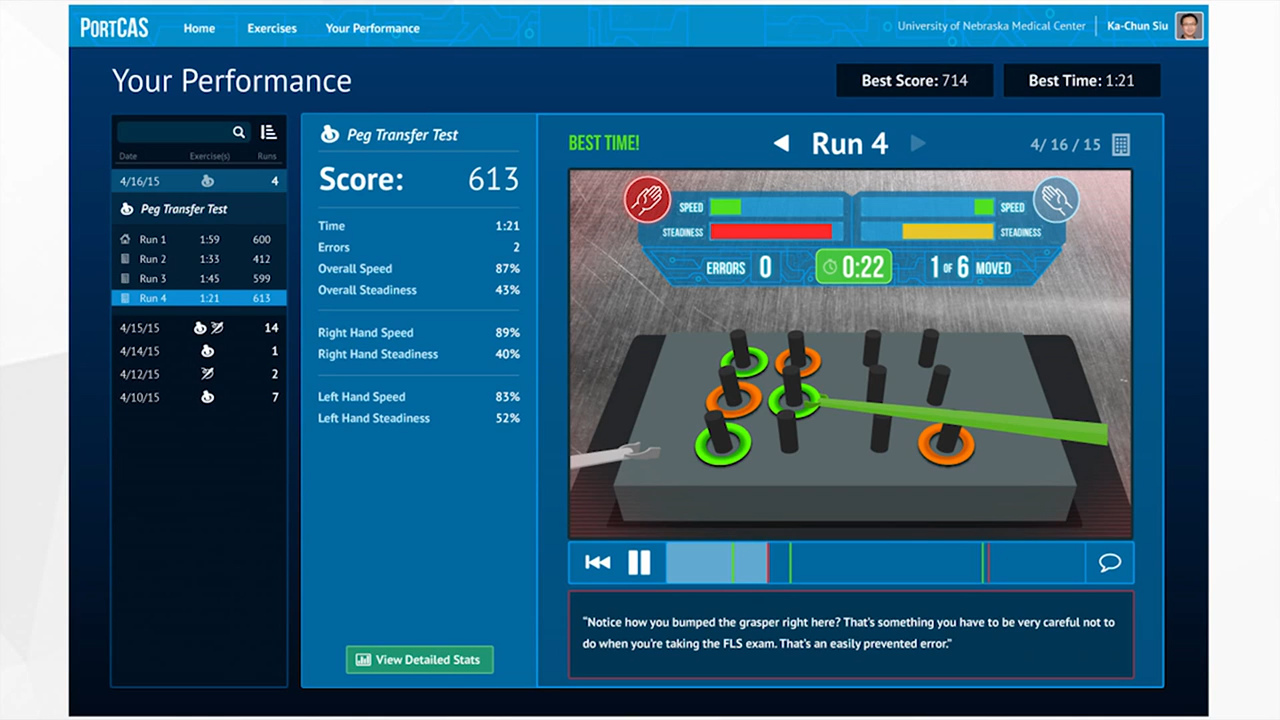 PORTCAS
Home
Exercises
Your Performance
University of Nebraska Medical Center
Ka-Chun Siu
Your Performance
Best Score: 714
Best Time: 1:21
Date Exercise(s) Runs
4/16/15 4
Peg Transfer Test
Run 1 1:59 600
Run 2 1:33 412
Run 3 1:45 599
Run 4 1:21 613
4/15/15 14
4/14/15 1
4/12/15 2
4/10/15 7
Peg Transfer Test
Score: 613
Time 1:21
Errors 2
Overall Speed 87%
Overall Steadiness 43%
Right Hand Speed 89%
Right Hand Steadiness 40%
Left Hand Speed 83%
Left Hand Steadiness 52%
View Detailed Stats
BEST TIME!
Run 4
4/ 16 / 15
SPEED
SPEED
STEADINESS
STEADINESS
ERRORS 0
0:22
1 OF 6 MOVED
“Notice how you bumped the grasper right here? That’s something you have to be very careful not to
do when you’re taking the FLS exam. That’s an easily prevented error.”